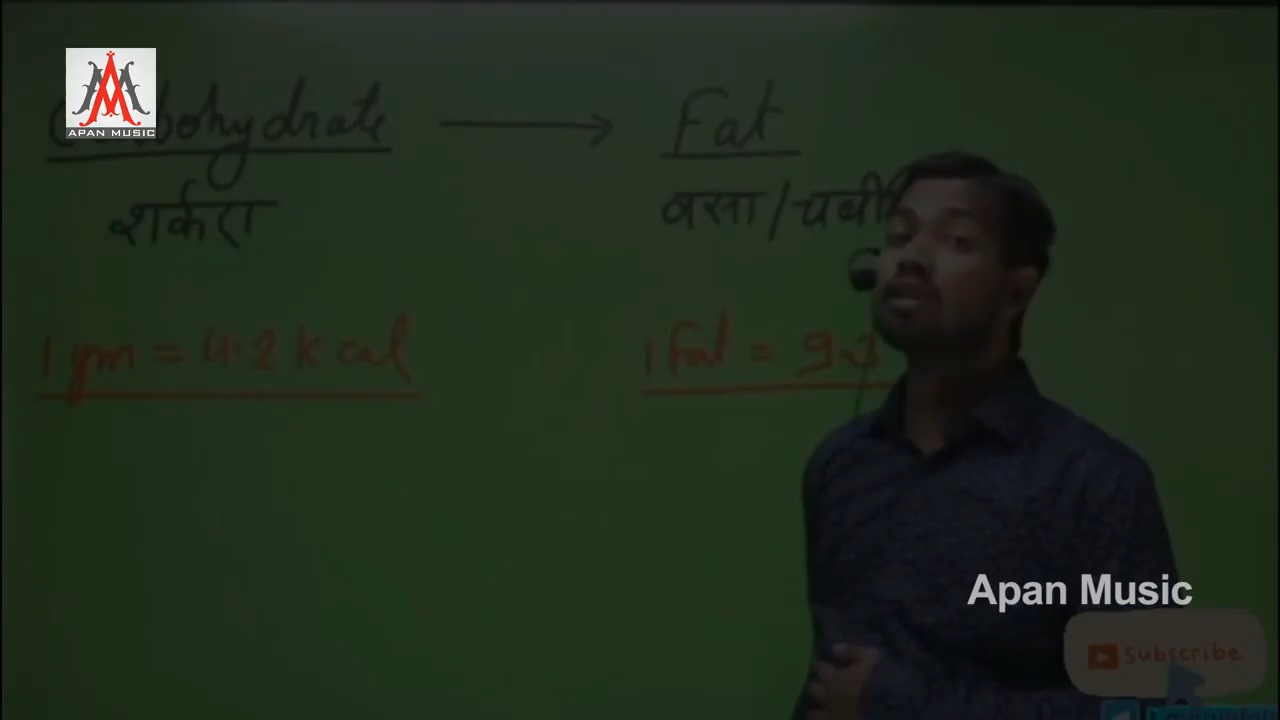 APAN MUSIC
Carbohydrate → Fat
शर्करा वसा/चर्बी
1 gm = 4.2 k cal 1 Fat = 9.3
Apan Music
subscribe